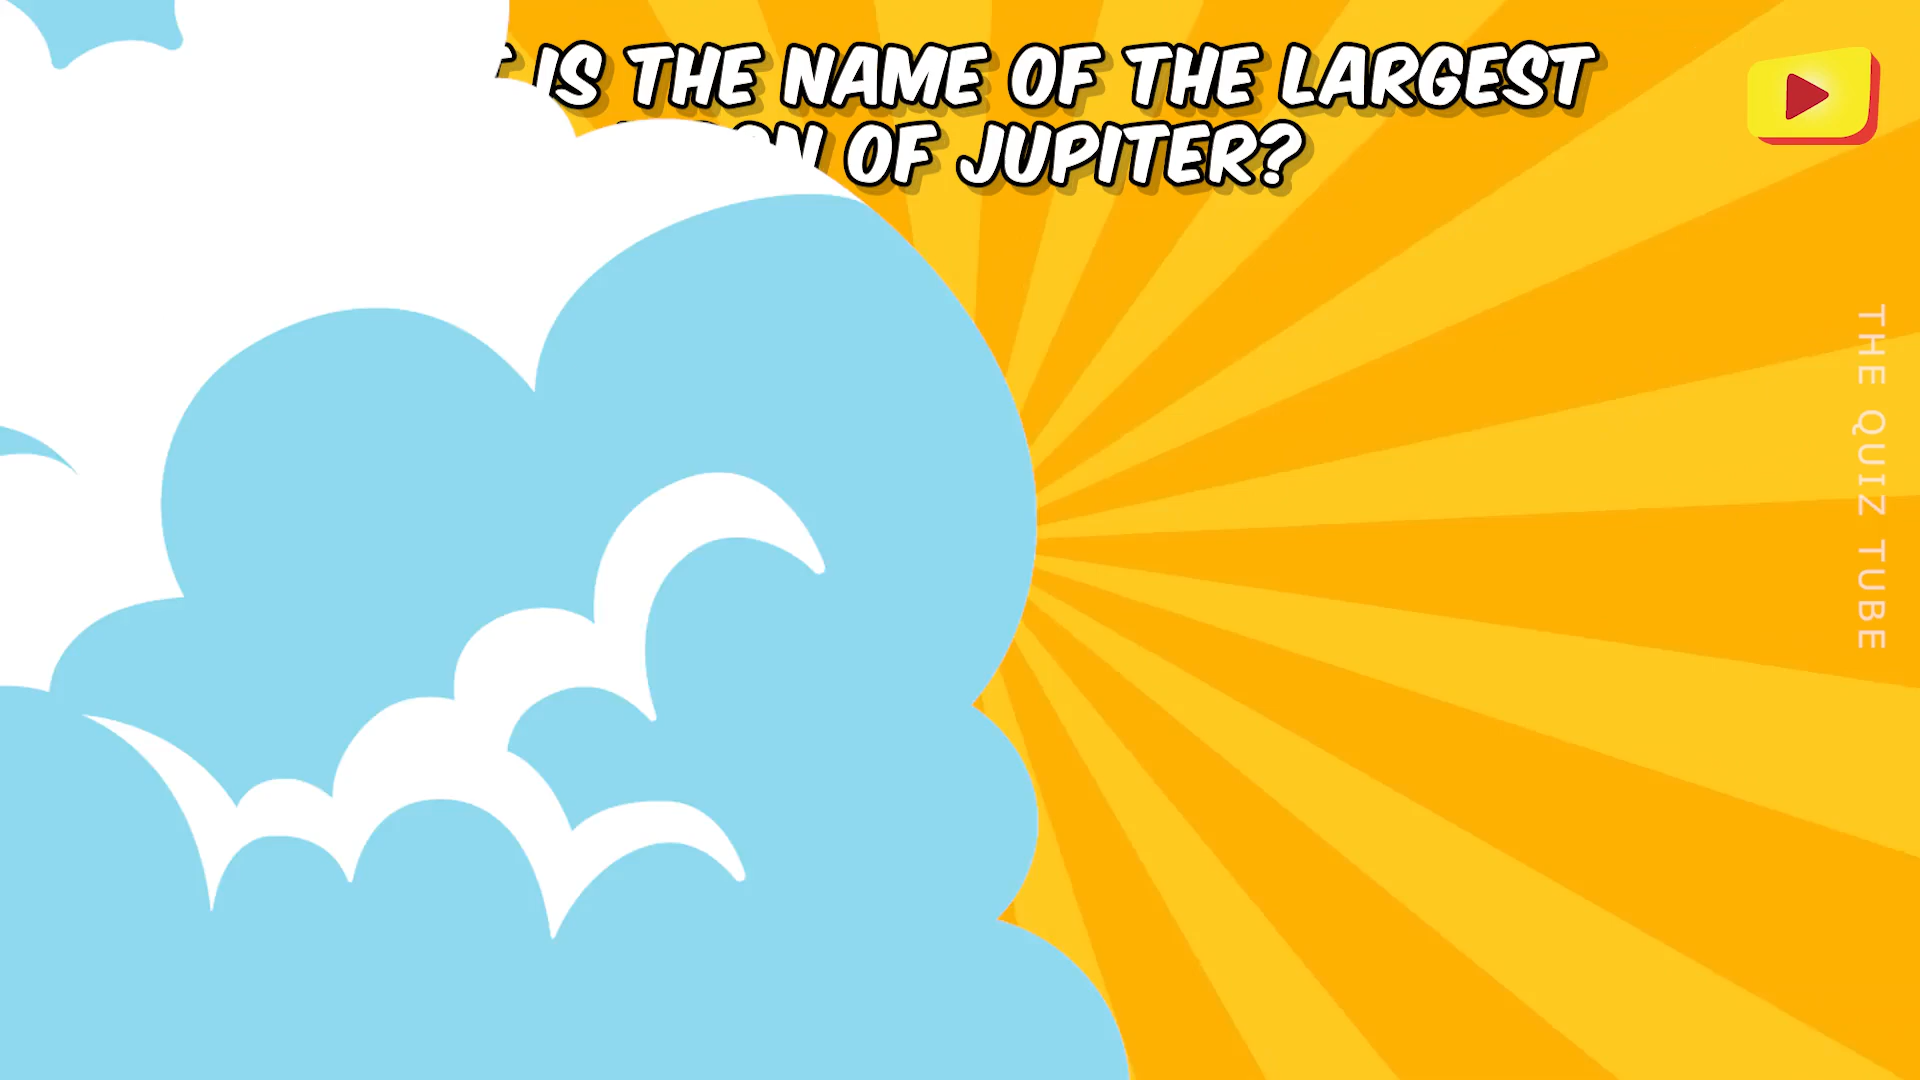 IS THE NAME OF THE LARGEST
OF JUPITER?
THE QUIZ TUBE